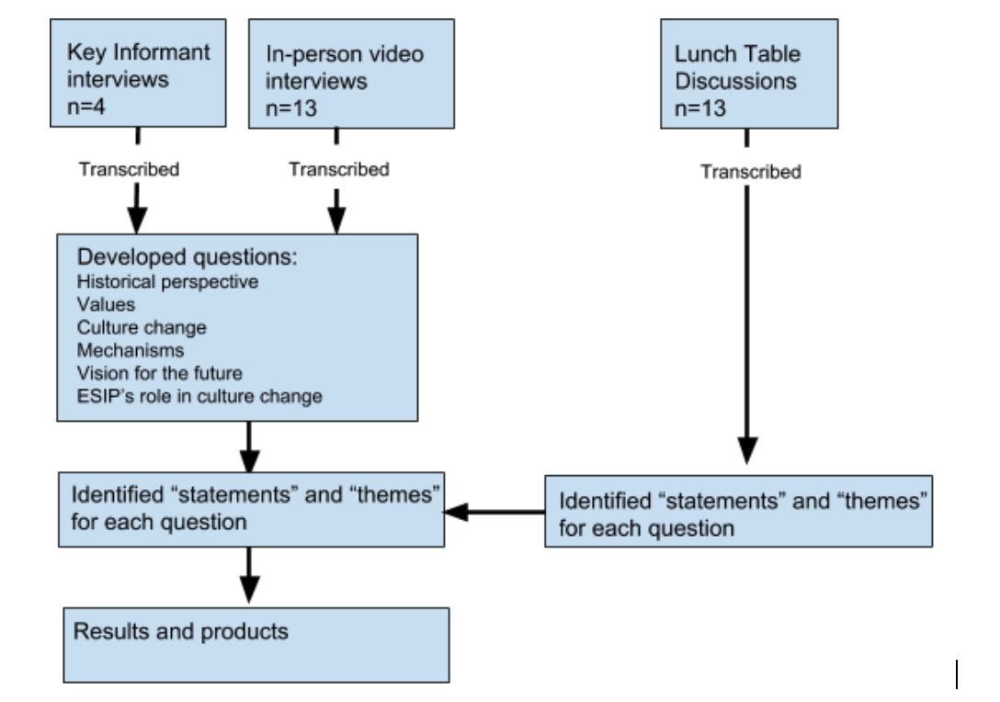 Key Informant
interviews
n=4
In-person video
interviews
n=13
Lunch Table
Discussions
n=13
Transcribed
Transcribed
Transcribed
Developed questions:
Historical perspective
Values
Culture change
Mechanisms
Vision for the future
ESIP’s role in culture change
Identified “statements” and “themes”
for each question
Identified “statements” and “themes”
for each question
Results and products